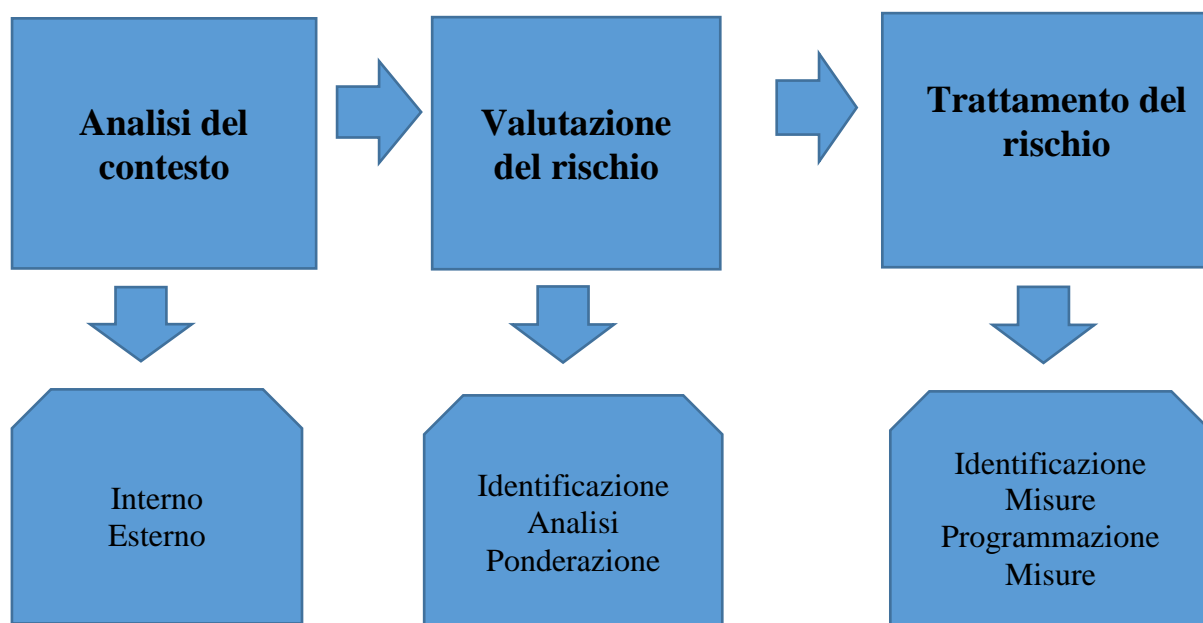 Analisi del
contesto
Valutazione
del rischio
Trattamento del
rischio
Interno
Esterno
Identificazione
Analisi
Ponderazione
Identificazione
Misure
Programmazione
Misure